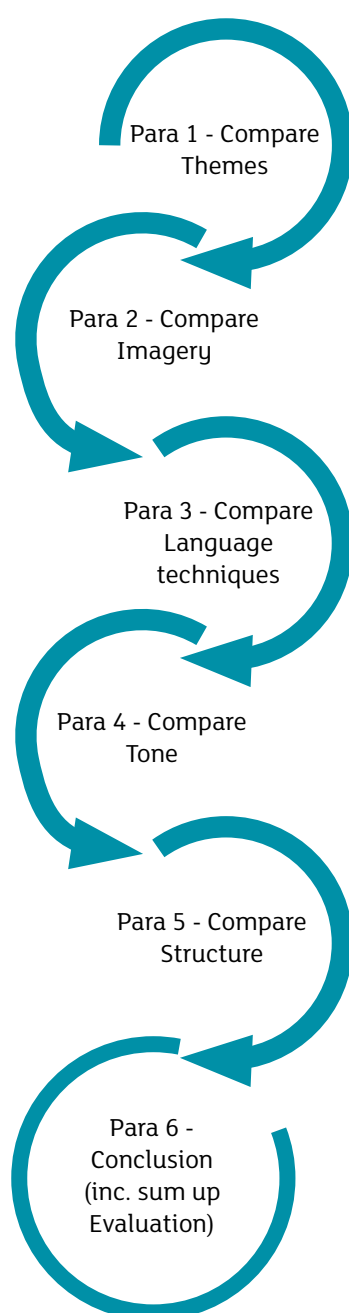 Para 1 - Compare
Themes
Para 2 - Compare
Imagery
Para 3 - Compare
Language
techniques
Para 4 - Compare
Tone
Para 5 - Compare
Structure
Para 6 -
Conclusion
(inc. sum up
Evaluation)